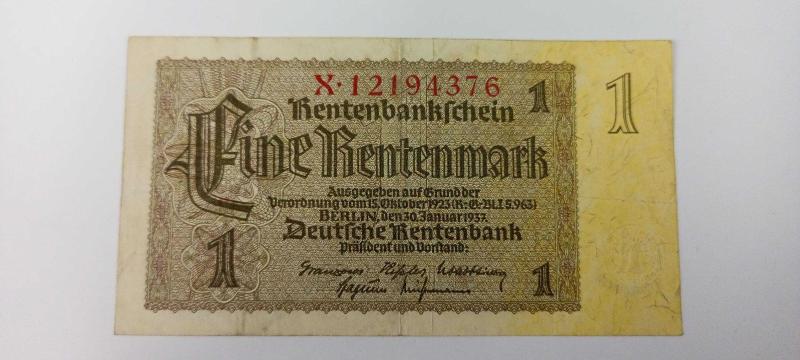 X·12194376
Rentenbankschein 1
1
Eine Rentenmark
Ausgegeben auf Grund der
Verordnung vom 15. Oktober 1923 (R.-G.-Bl. I S. 963)
BERLIN, den 30. Januar 1937.
Deutsche Rentenbank
Präsident und Vorstand:
1
1